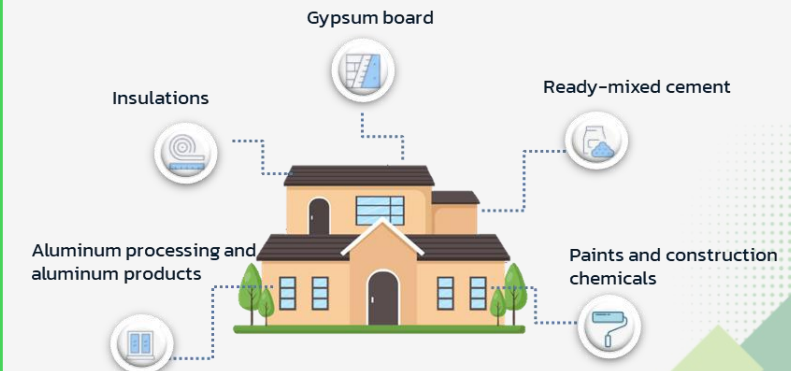 Gypsum board
Insulations
Ready-mixed cement
Aluminum processing and
aluminum products
Paints and construction
chemicals